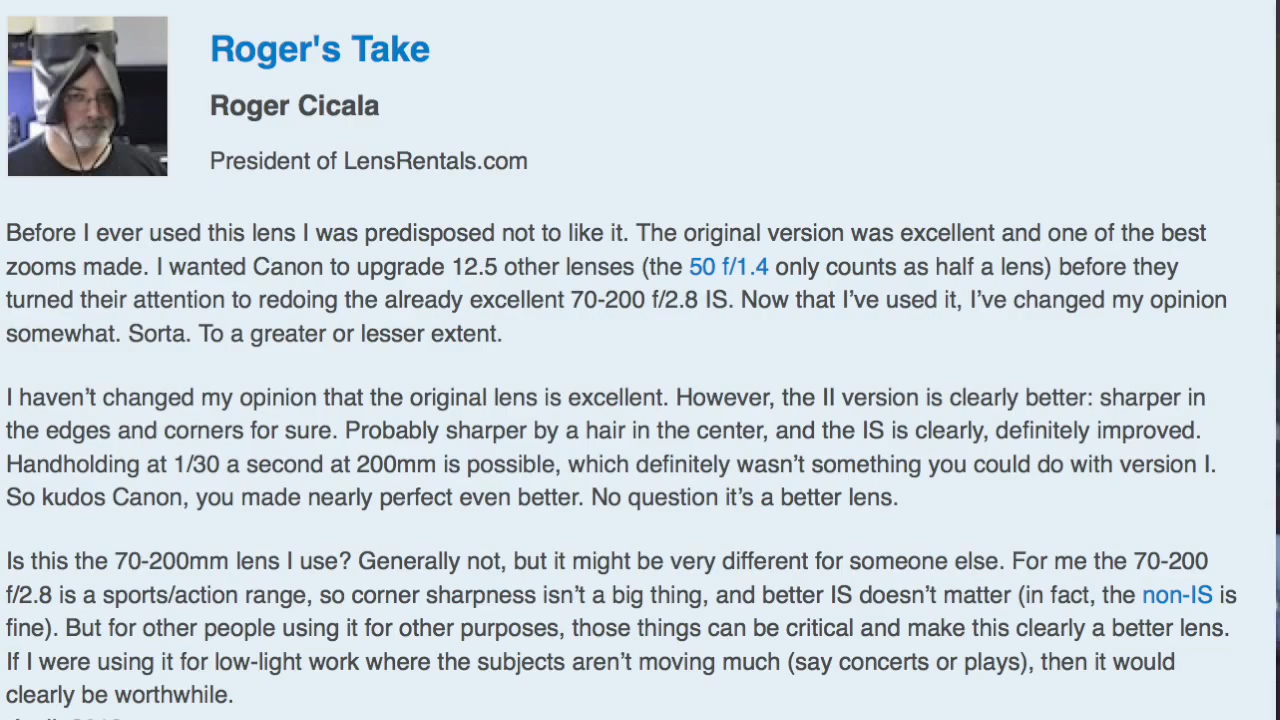 Roger's Take
Roger Cicala
President of LensRentals.com
Before I ever used this lens I was predisposed not to like it. The original version was excellent and one of the best
zooms made. I wanted Canon to upgrade 12.5 other lenses (the 50 f/1.4 only counts as half a lens) before they
turned their attention to redoing the already excellent 70-200 f/2.8 IS. Now that I’ve used it, I’ve changed my opinion
somewhat. Sorta. To a greater or lesser extent.
I haven’t changed my opinion that the original lens is excellent. However, the II version is clearly better: sharper in
the edges and corners for sure. Probably sharper by a hair in the center, and the IS is clearly, definitely improved.
Handholding at 1/30 a second at 200mm is possible, which definitely wasn’t something you could do with version I.
So kudos Canon, you made nearly perfect even better. No question it’s a better lens.
Is this the 70-200mm lens I use? Generally not, but it might be very different for someone else. For me the 70-200
f/2.8 is a sports/action range, so corner sharpness isn’t a big thing, and better IS doesn’t matter (in fact, the non-IS is
fine). But for other people using it for other purposes, those things can be critical and make this clearly a better lens.
If I were using it for low-light work where the subjects aren’t moving much (say concerts or plays), then it would
clearly be worthwhile.